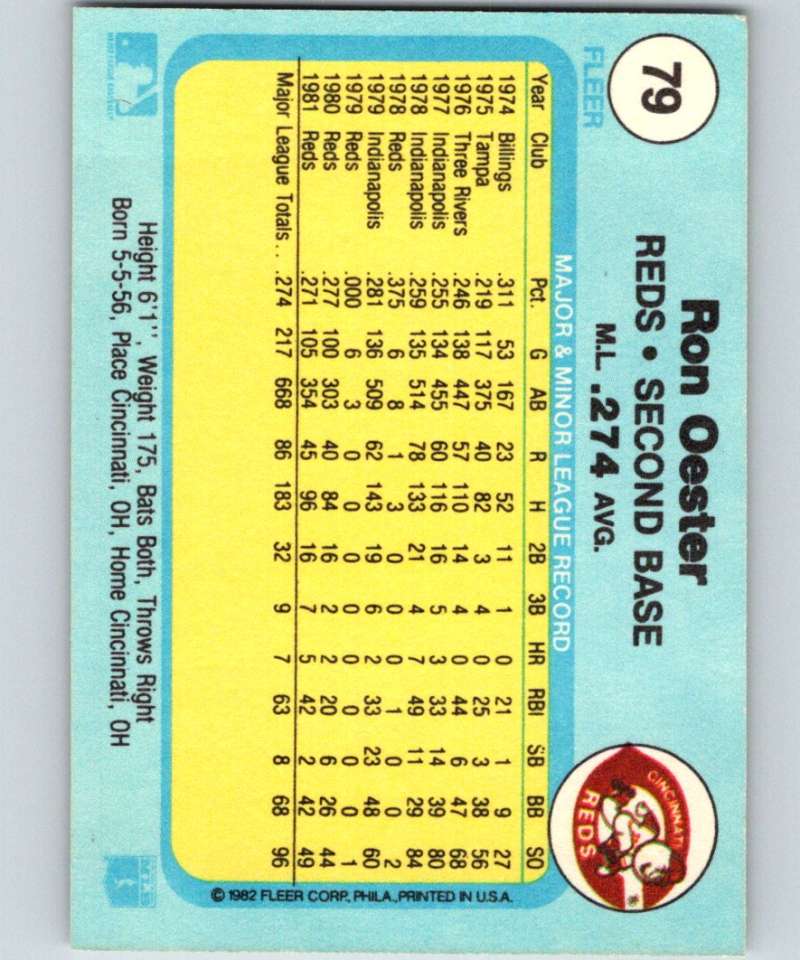 79
FLEER
Ron Oester
REDS • SECOND BASE
M.L. .274 AVG.
CINCINNATI
REDS
MAJOR & MINOR LEAGUE RECORD
Year Club Pct. G AB R H 2B 3B HR RBI SB BB SO
1974 Billings .311 53 167 23 52 11 1 0 21 1 9 27
1975 Tampa .219 117 375 40 82 3 4 0 25 3 38 56
1976 Three Rivers .246 138 447 57 110 14 4 0 44 6 47 68
1977 Indianapolis .255 134 455 60 116 16 5 3 33 14 39 80
1978 Indianapolis .259 135 514 78 133 21 4 7 49 11 29 84
1978 Reds .375 6 8 1 3 0 0 0 1 0 0 2
1979 Indianapolis .281 136 509 62 143 19 6 2 33 23 48 60
1979 Reds .000 6 3 0 0 0 0 0 0 0 0 1
1980 Reds .277 100 303 40 84 16 2 2 20 6 26 44
1981 Reds .271 105 354 45 96 16 7 5 42 2 42 49
Major League Totals . . .274 217 668 86 183 32 9 7 63 8 68 96
Height 6'1", Weight 175, Bats Both, Throws Right
Born 5-5-56, Place Cincinnati, OH, Home Cincinnati, OH
© 1982 FLEER CORP., PHILA., PRINTED IN U.S.A.